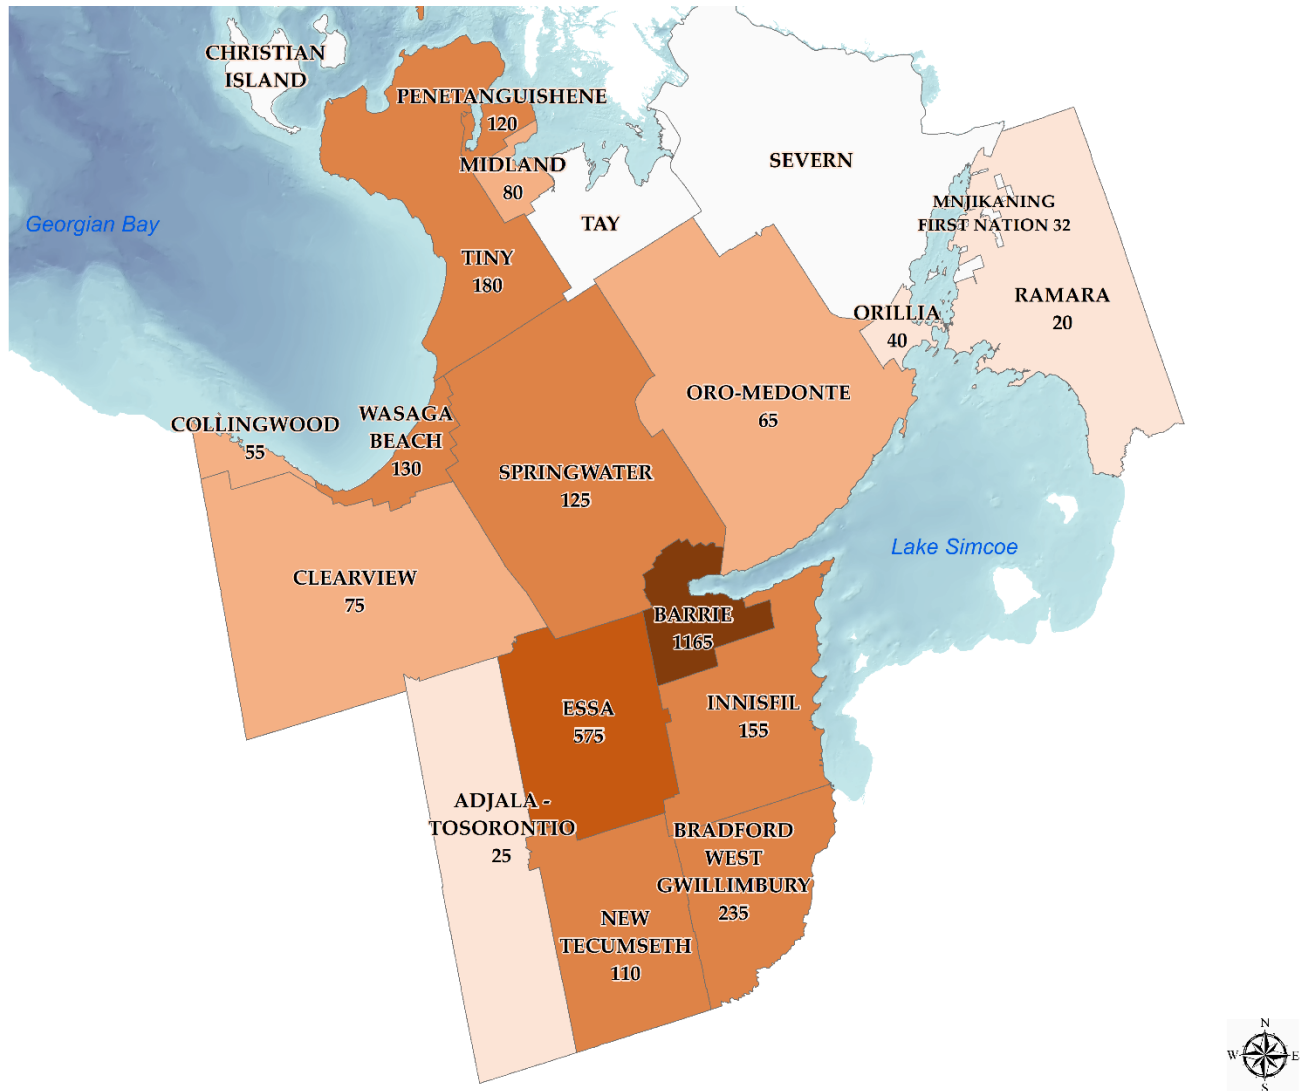 CHRISTIAN
ISLAND
PENETANGUISHENE
120
MIDLAND
80
SEVERN
TAY
MNJIKANING
FIRST NATION 32
Georgian Bay
TINY
180
RAMARA
20
ORILLIA
40
ORO-MEDONTE
65
COLLINGWOOD
55
WASAGA
BEACH
130
SPRINGWATER
125
Lake Simcoe
CLEARVIEW
75
BARRIE
1165
ESSA
575
INNISFIL
155
ADJALA -
TOSORONTIO
25
BRADFORD
WEST
GWILLIMBURY
235
NEW
TECUMSETH
110
N
W E
S